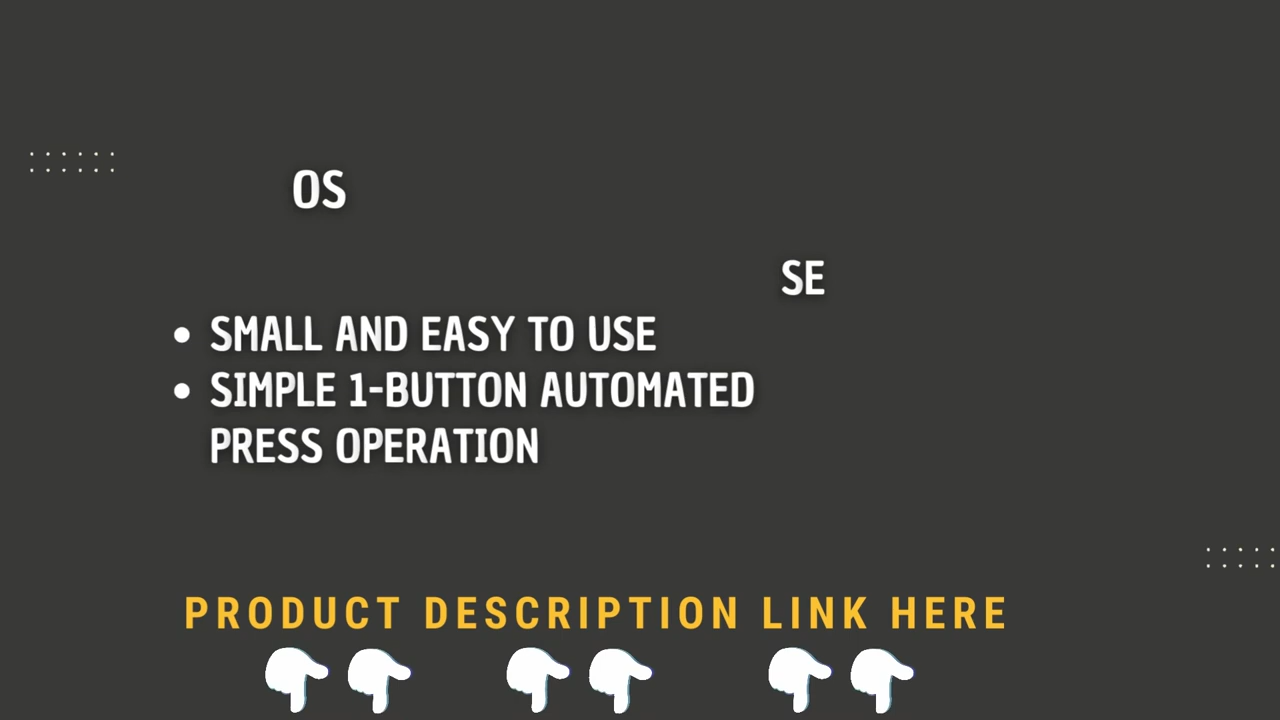 OS
SE
• SMALL AND EASY TO USE
• SIMPLE 1-BUTTON AUTOMATED
PRESS OPERATION
PRODUCT DESCRIPTION LINK HERE